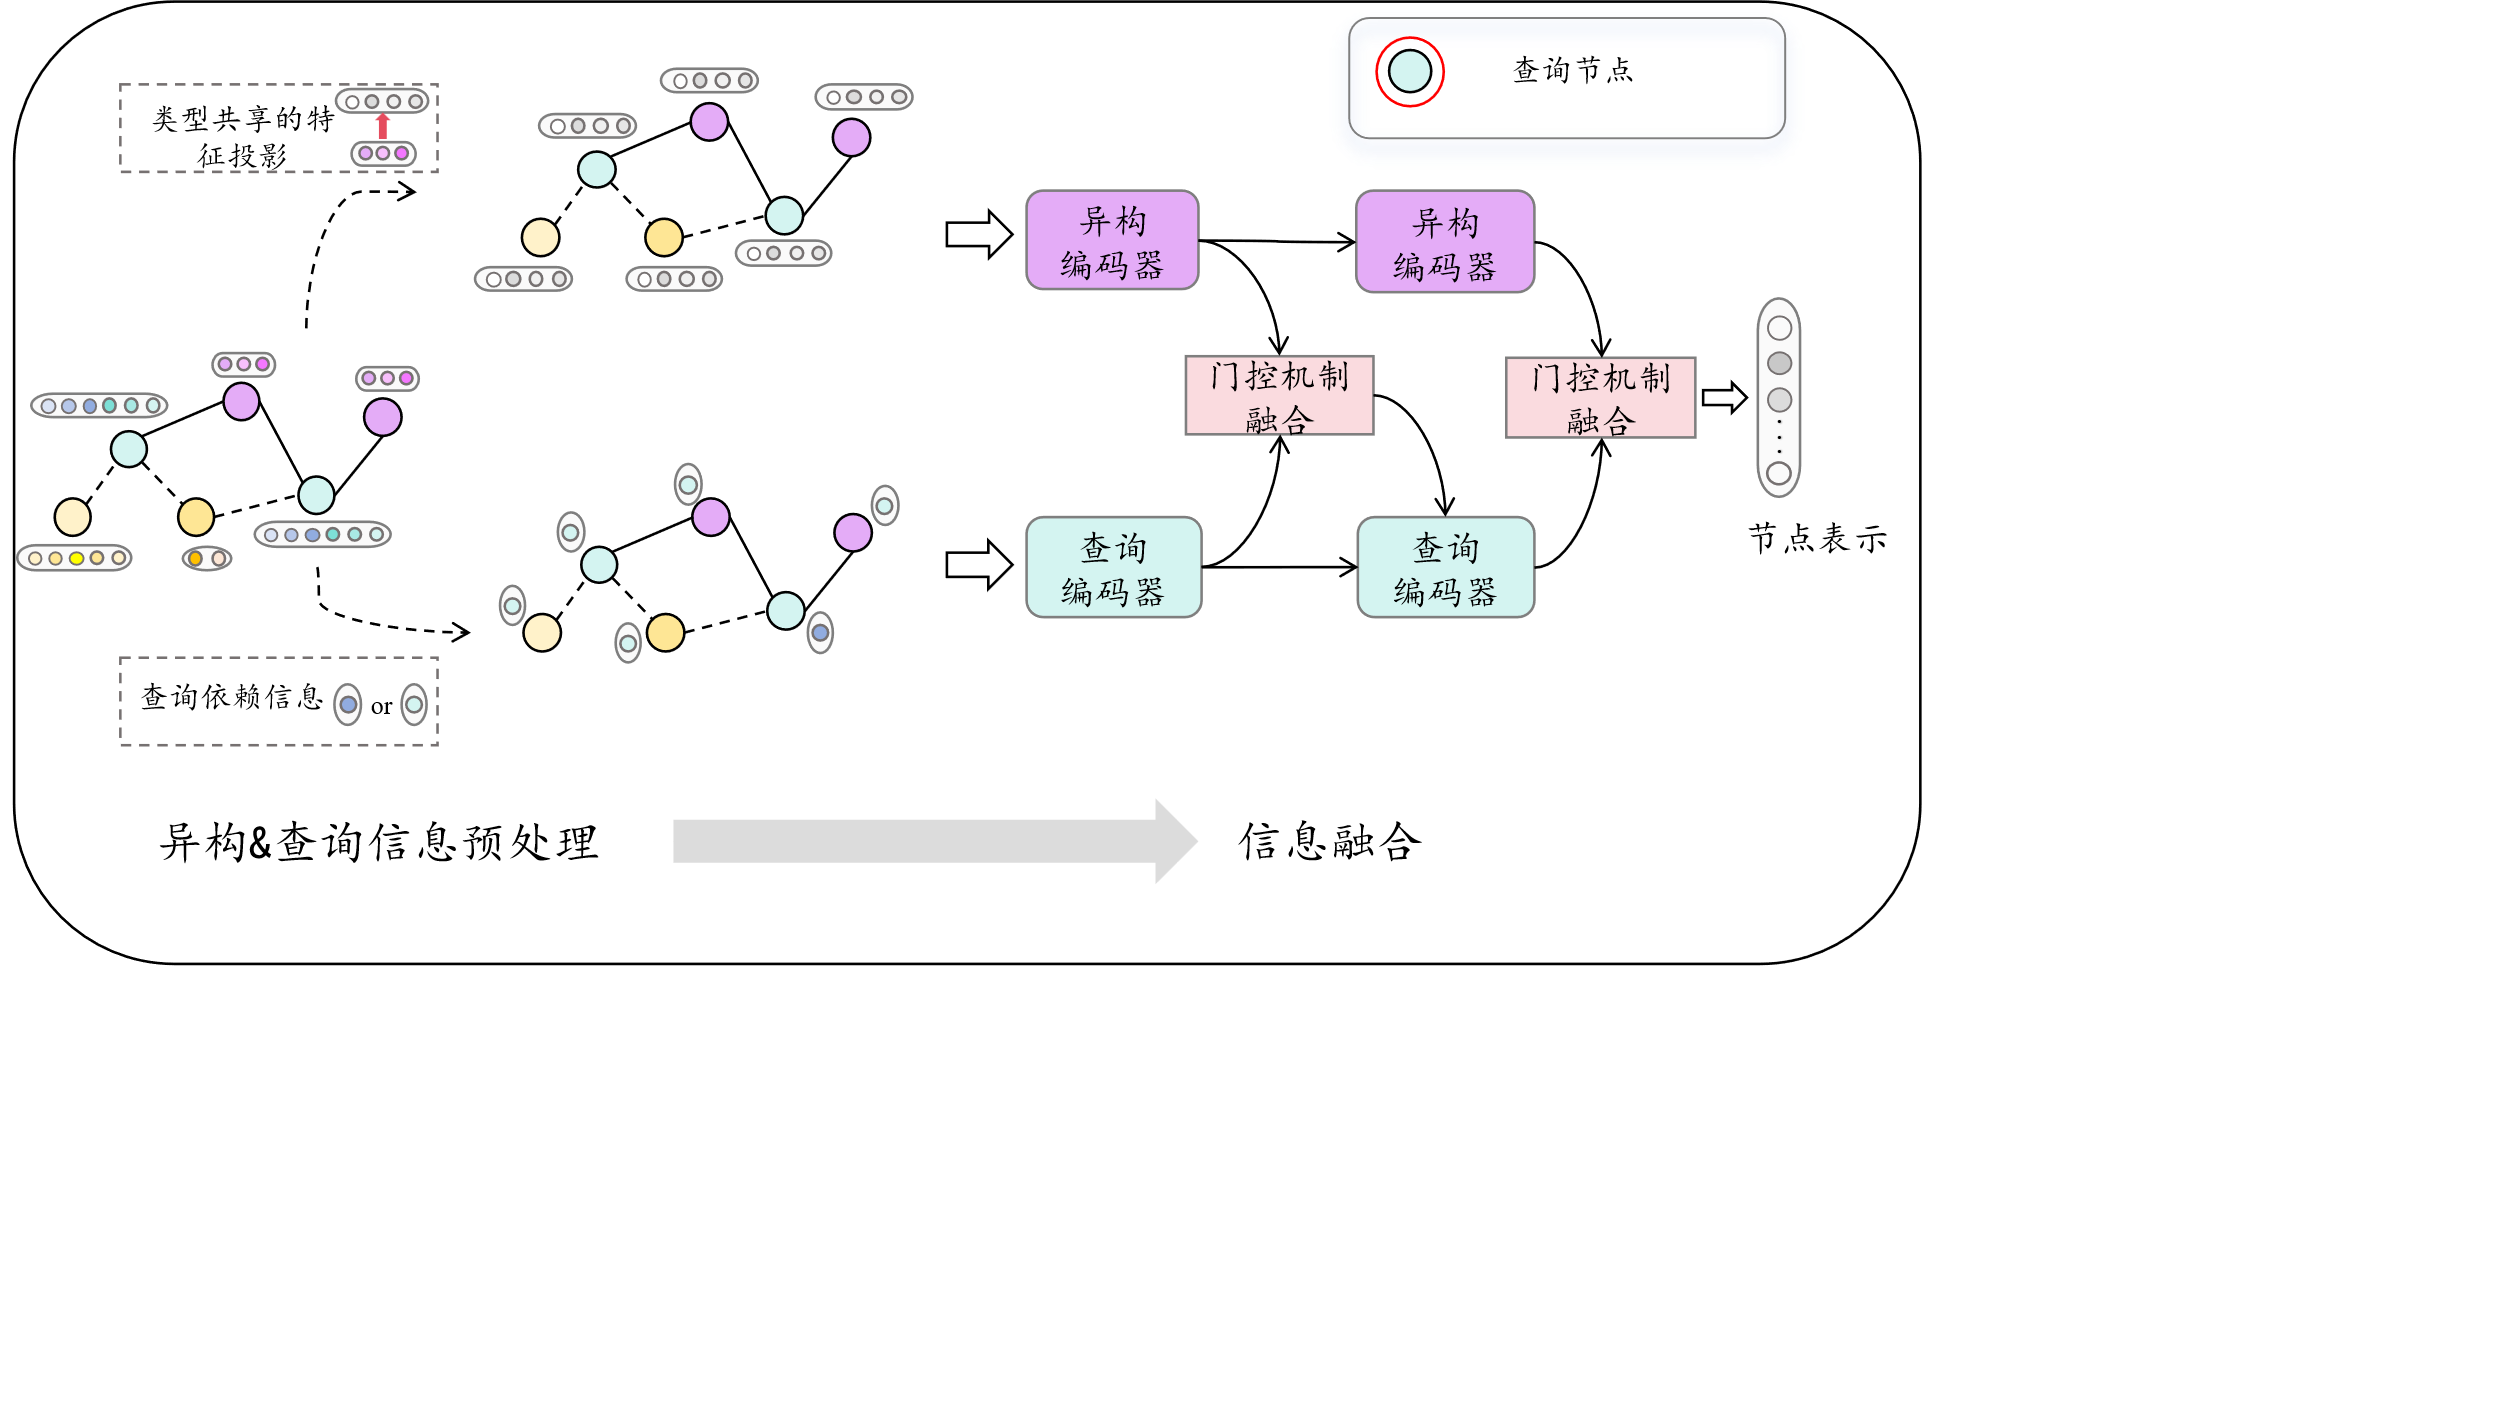 查询节点
类型共享的特
征投影
异构
编码器
异构
编码器
门控机制
融合
门控机制
融合
查询
编码器
查询
编码器
节点表示
查询依赖信息 or
异构&查询信息预处理
信息融合